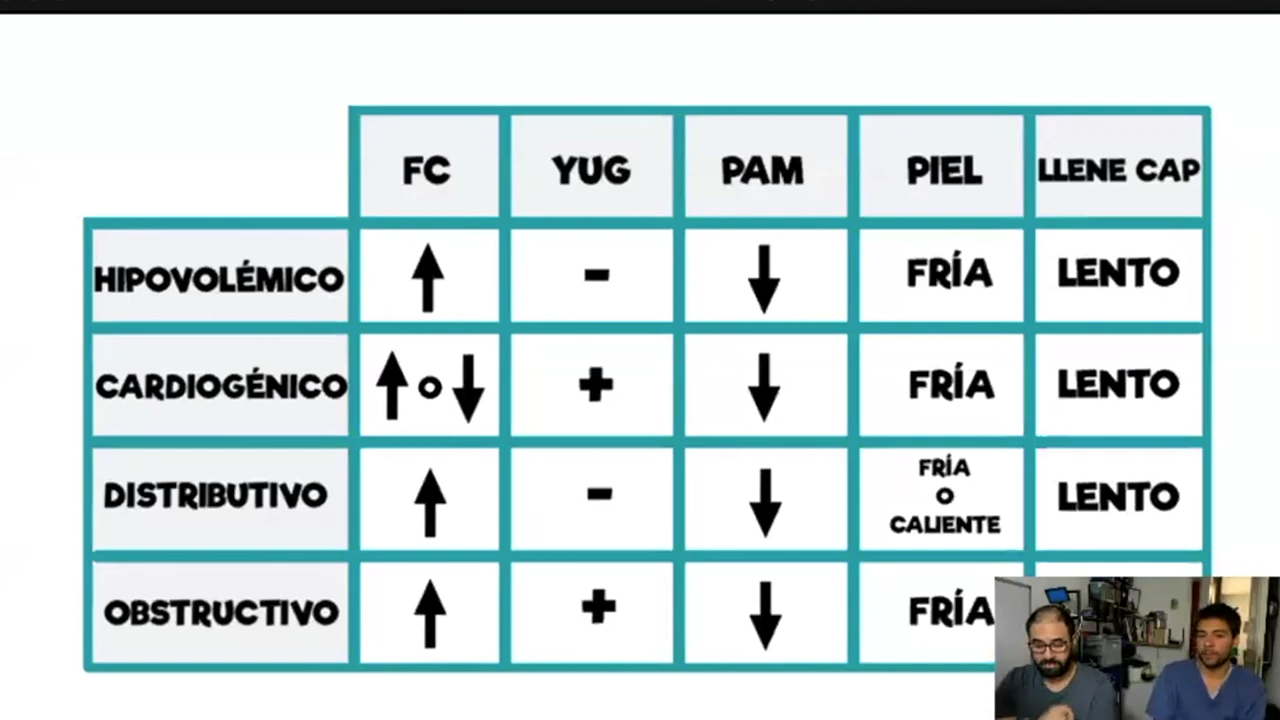 FC YUG PAM PIEL LLENE CAP
HIPOVOLÉMICO ↑ - ↓ FRÍA LENTO
CARDIOGÉNICO ↑ o ↓ + ↓ FRÍA LENTO
DISTRIBUTIVO ↑ - ↓ FRÍA O CALIENTE LENTO
OBSTRUCTIVO ↑ + ↓ FRÍA